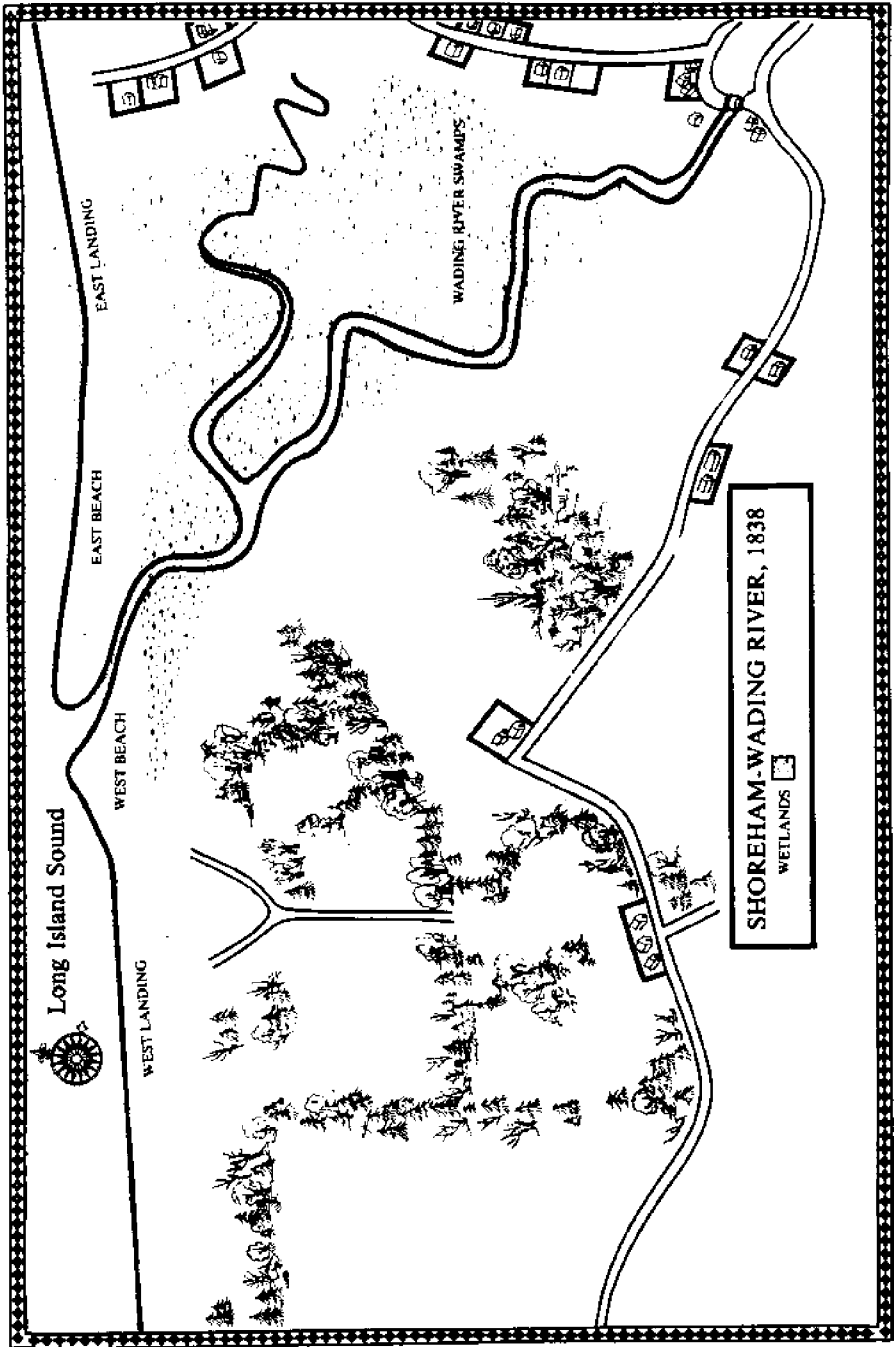 Long Island Sound
WEST LANDING
WEST BEACH
EAST BEACH
EAST LANDING
WADING RIVER SWAMPS
SHOREHAM-WADING RIVER, 1838
WETLANDS